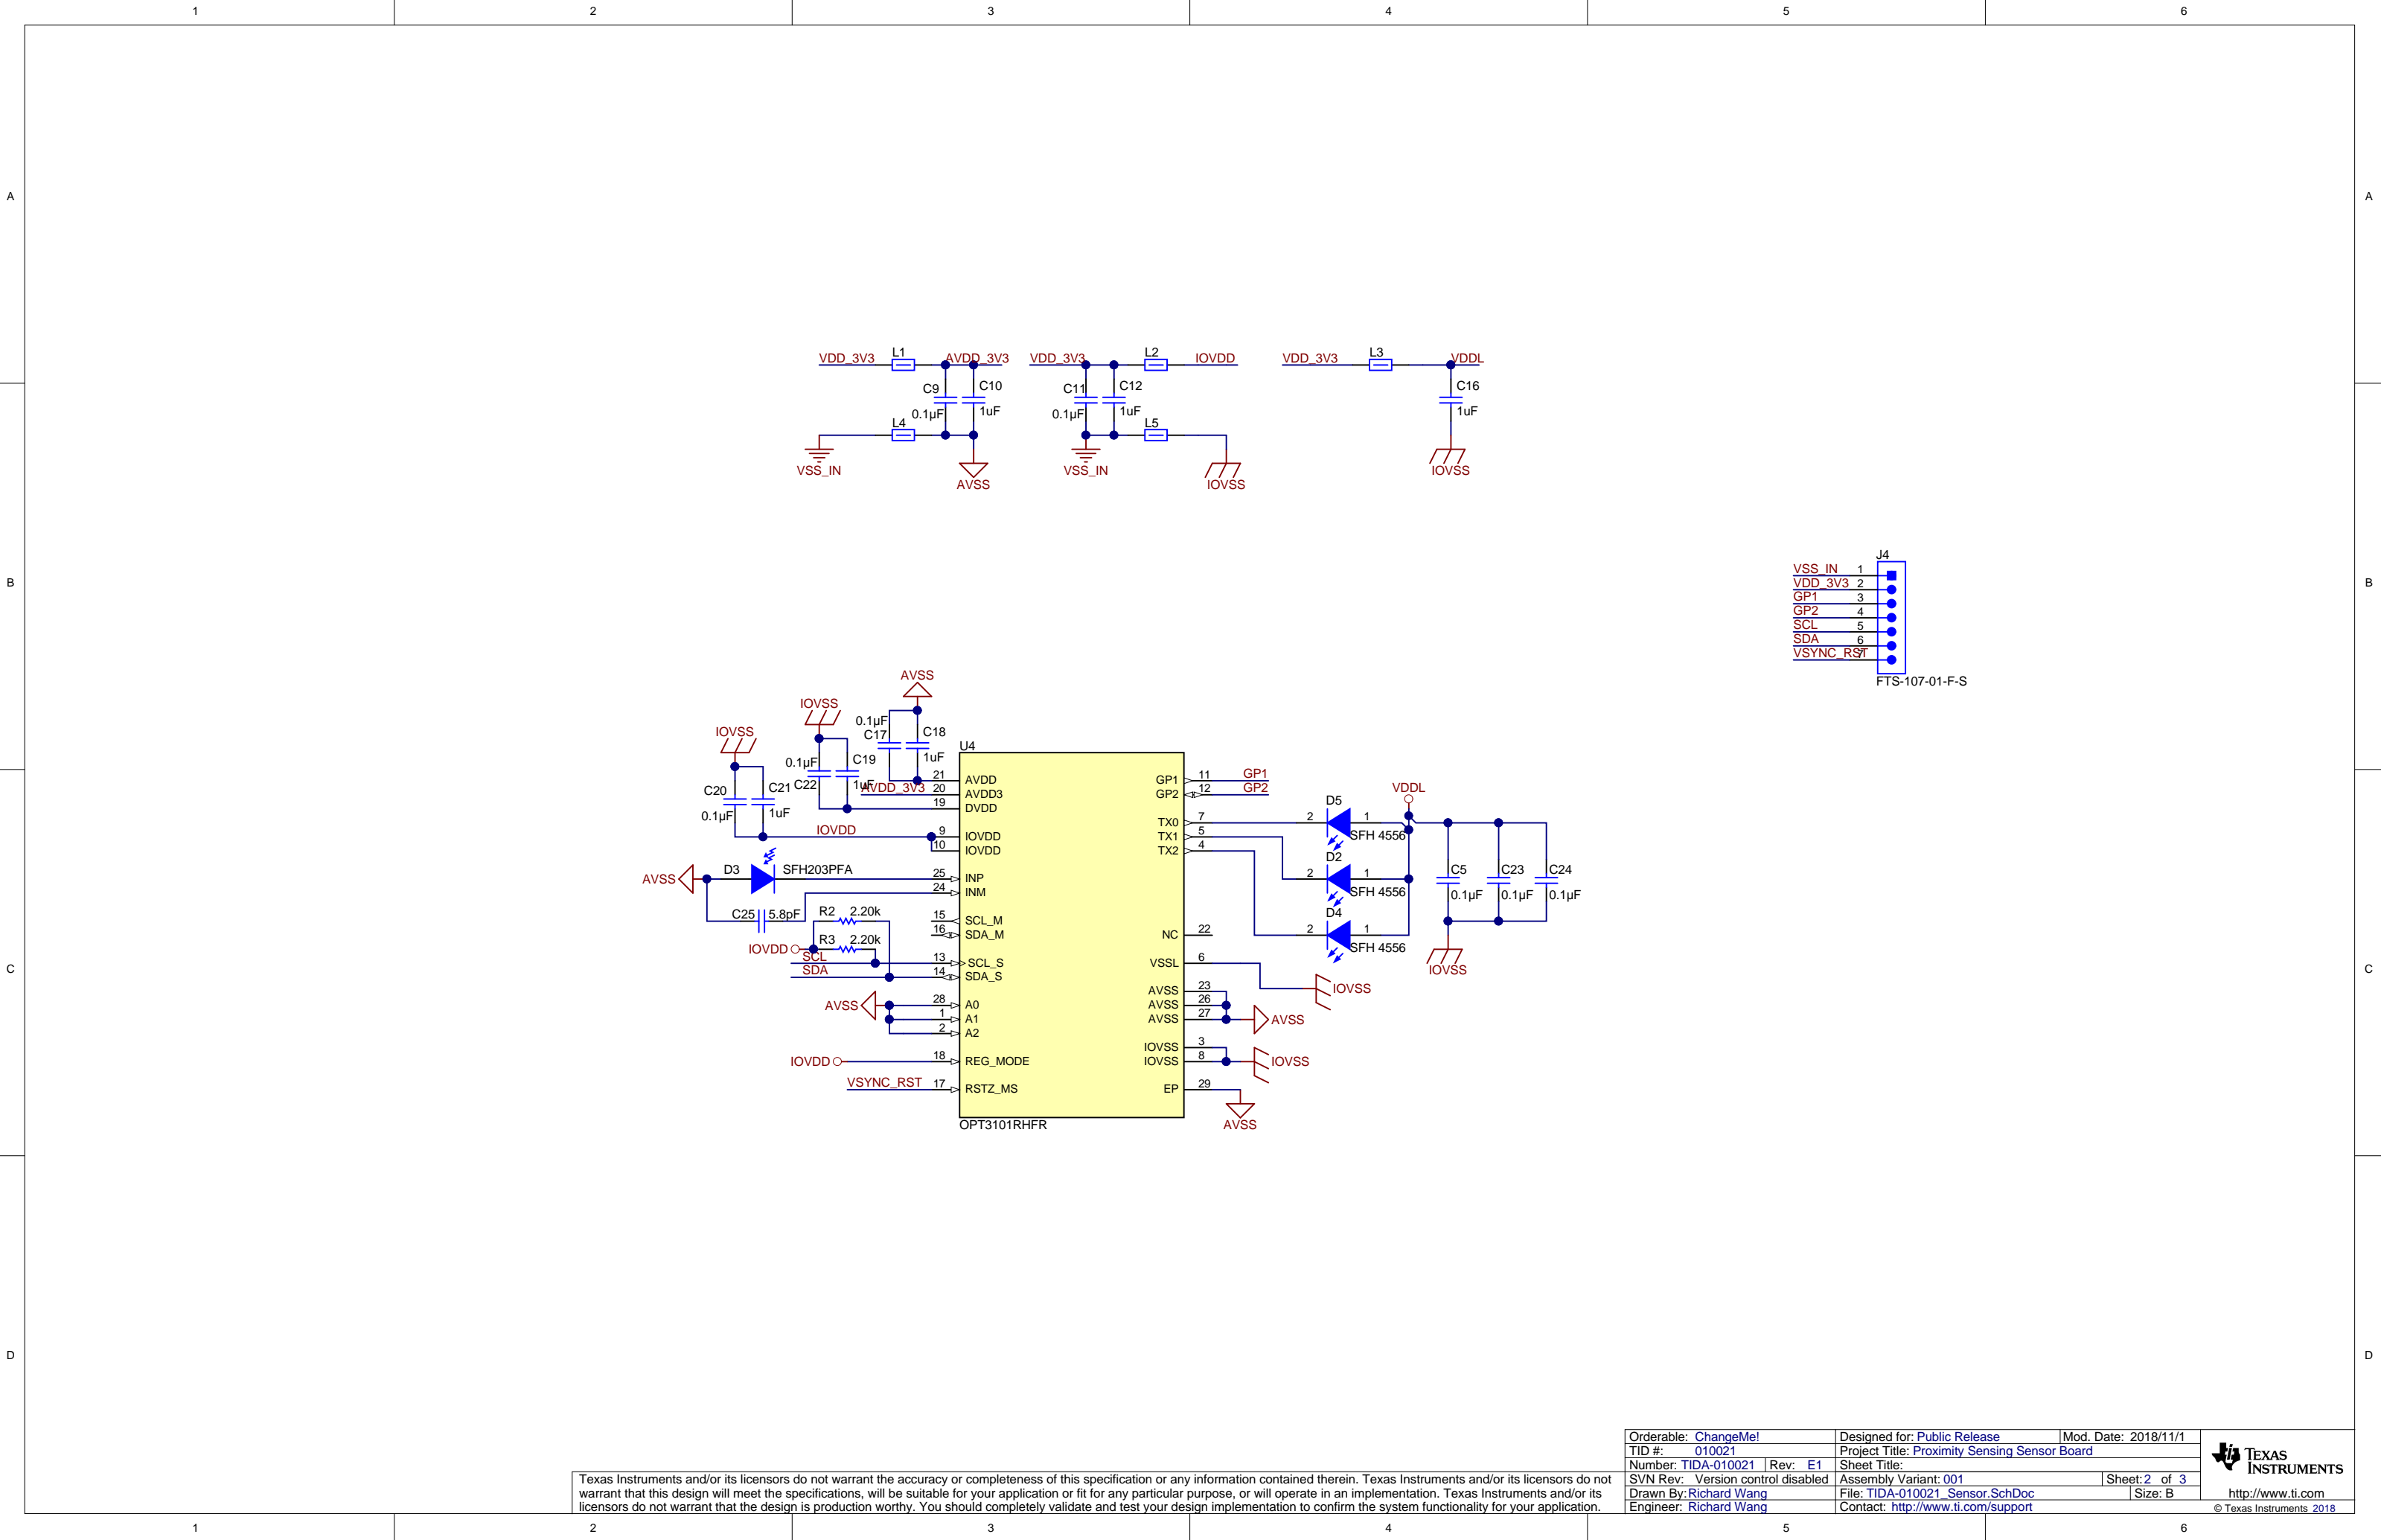 1 2 3 4 5 6
A A
VDD_3V3 L1 AVDD_3V3 VDD_3V3 L2 IOVDD VDD_3V3 L3 VDDL
C9 C10 C11 C12 C16
0.1µF 1uF 0.1µF 1uF 1uF
L4 L5
VSS_IN AVSS VSS_IN IOVSS IOVSS
B B
J4
VSS_IN 1
VDD_3V3 2
GP1 3
GP2 4
SCL 5
SDA 6
VSYNC_RST 7
FTS-107-01-F-S
AVSS
IOVSS
0.1µF
C17 C18
1uF
IOVSS
0.1µF C19
C22 1uF
C20 C21
0.1µF 1uF
U4
21 AVDD
AVDD_3V3 20 AVDD3
19 DVDD
IOVDD 9 IOVDD
10 IOVDD
D3 SFH203PFA
AVSS 25 INP
24 INM
C25 5.8pF R2 2.20k
15 SCL_M
16 SDA_M
IOVDD R3 2.20k
SCL 13 SCL_S
SDA 14 SDA_S
AVSS 28 A0
1 A1
2 A2
IOVDD 18 REG_MODE
VSYNC_RST 17 RSTZ_MS
GP1 11 GP1
GP2 12 GP2
TX0 7
TX1 5
TX2 4
NC 22
VSSL 6 IOVSS
AVSS 23
AVSS 26
AVSS 27 AVSS
IOVSS 3
IOVSS 8 IOVSS
EP 29
AVSS
OPT3101RHFR
VDDL
D5
2 1
SFH 4556
D2
2 1
SFH 4556
D4
2 1
SFH 4556
C5 C23 C24
0.1µF 0.1µF 0.1µF
IOVSS
C C
D D
Texas Instruments and/or its licensors do not warrant the accuracy or completeness of this specification or any information contained therein. Texas Instruments and/or its licensors do not
warrant that this design will meet the specifications, will be suitable for your application or fit for any particular purpose, or will operate in an implementation. Texas Instruments and/or its
licensors do not warrant that the design is production worthy. You should completely validate and test your design implementation to confirm the system functionality for your application.
Orderable: ChangeMe! Designed for: Public Release Mod. Date: 2018/11/1
TID #: 010021 Project Title: Proximity Sensing Sensor Board
Number: TIDA-010021 Rev: E1 Sheet Title:
SVN Rev: Version control disabled Assembly Variant: 001 Sheet: 2 of 3
Drawn By: Richard Wang File: TIDA-010021_Sensor.SchDoc Size: B
Engineer: Richard Wang Contact: http://www.ti.com/support
TEXAS
INSTRUMENTS
http://www.ti.com
© Texas Instruments 2018
1 2 3 4 5 6